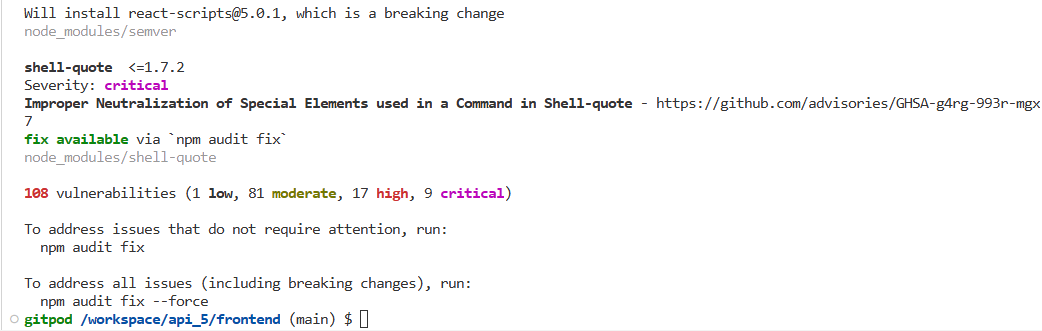 Will install react-scripts@5.0.1, which is a breaking change
node_modules/semver
shell-quote  <=1.7.2
Severity: critical
Improper Neutralization of Special Elements used in a Command in Shell-quote - https://github.com/advisories/GHSA-g4rg-993r-mgx
7
fix available via `npm audit fix`
node_modules/shell-quote
108 vulnerabilities (1 low, 81 moderate, 17 high, 9 critical)
To address issues that do not require attention, run:
  npm audit fix
To address all issues (including breaking changes), run:
  npm audit fix --force
gitpod /workspace/api_5/frontend (main) $